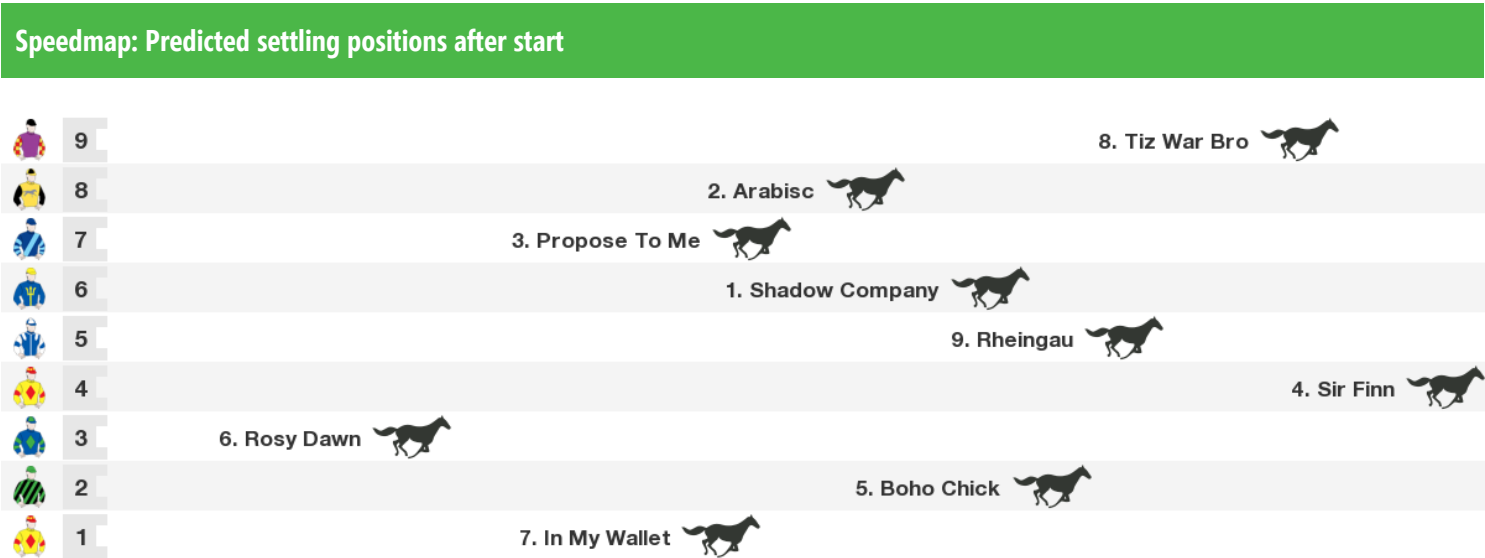 Speedmap: Predicted settling positions after start
9 8. Tiz War Bro
8 2. Arabisc
7 3. Propose To Me
6 1. Shadow Company
5 9. Rheingau
4 4. Sir Finn
3 6. Rosy Dawn
2 5. Boho Chick
1 7. In My Wallet